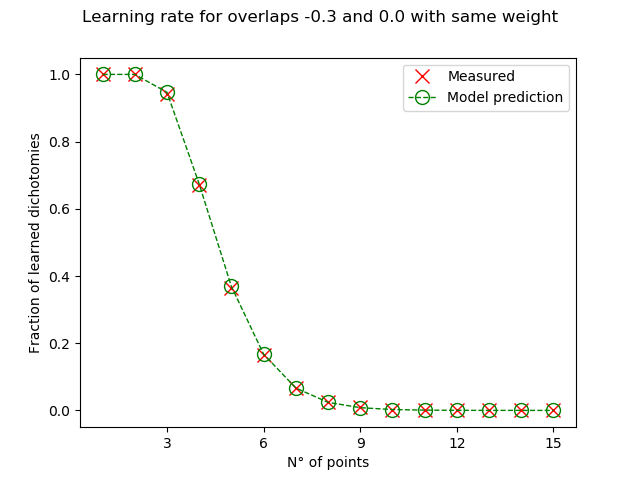 Learning rate for overlaps -0.3 and 0.0 with same weight
Measured
Model prediction
Fraction of learned dichotomies
1.0
0.8
0.6
0.4
0.2
0.0
3 6 9 12 15
N° of points